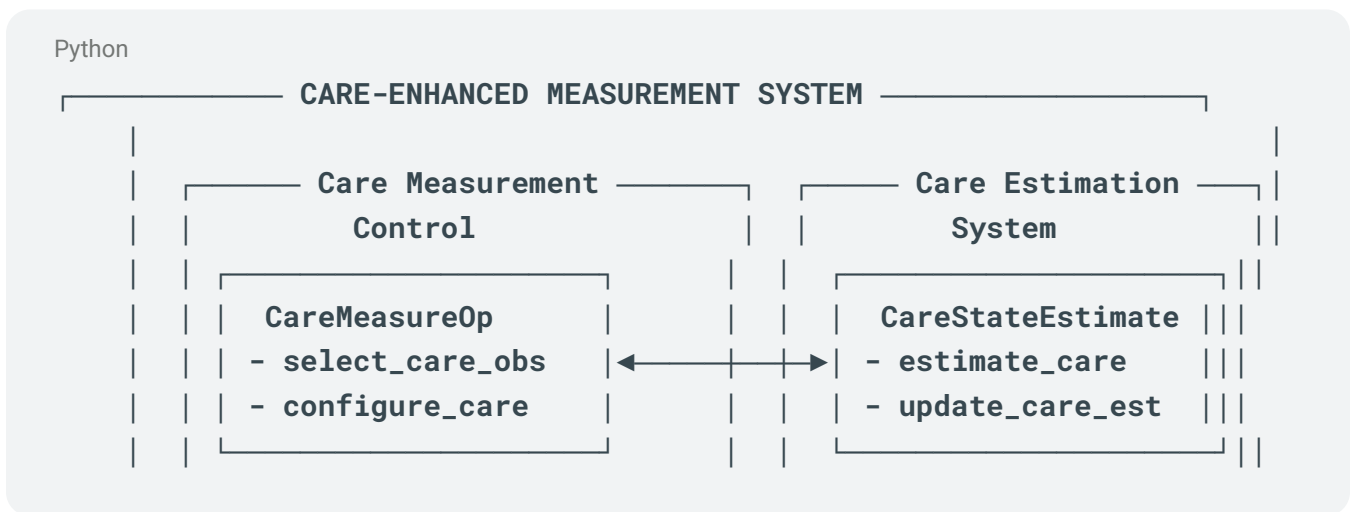 Python
CARE-ENHANCED MEASUREMENT SYSTEM
Care Measurement Care Estimation
Control System
CareMeasureOp CareStateEstimate
- select_care_obs - estimate_care
- configure_care - update_care_est